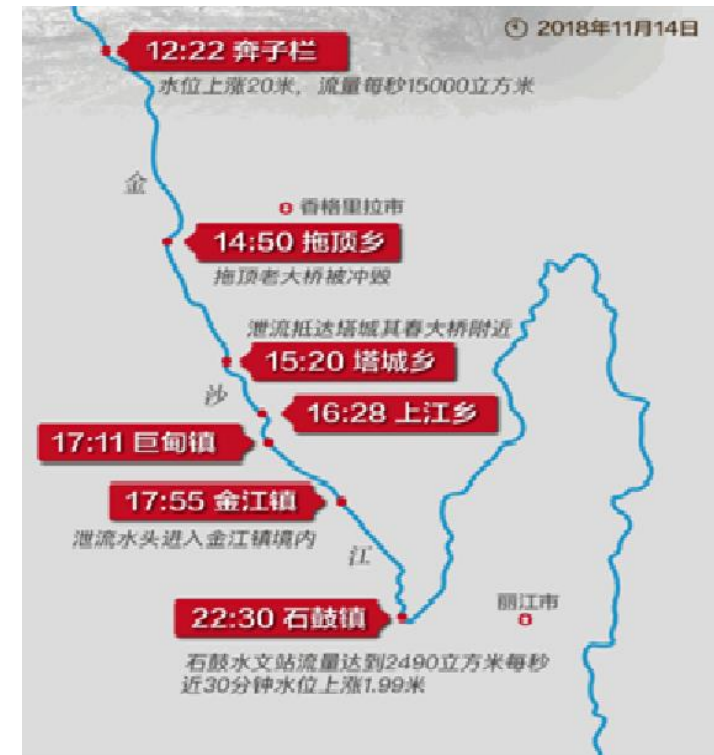 2018年11月14日
12:22 奔子栏
水位上涨20米，流量每秒15000立方米
金
香格里拉市
14:50 拖顶乡
拖顶老大桥被冲毁
泄流抵达塔城其春大桥附近
15:20 塔城乡
沙
16:28 上江乡
17:11 巨甸镇
17:55 金江镇
泄流水头进入金江镇境内
江
丽江市
22:30 石鼓镇
石鼓水文站流量达到2490立方米每秒
近30分钟水位上涨1.99米